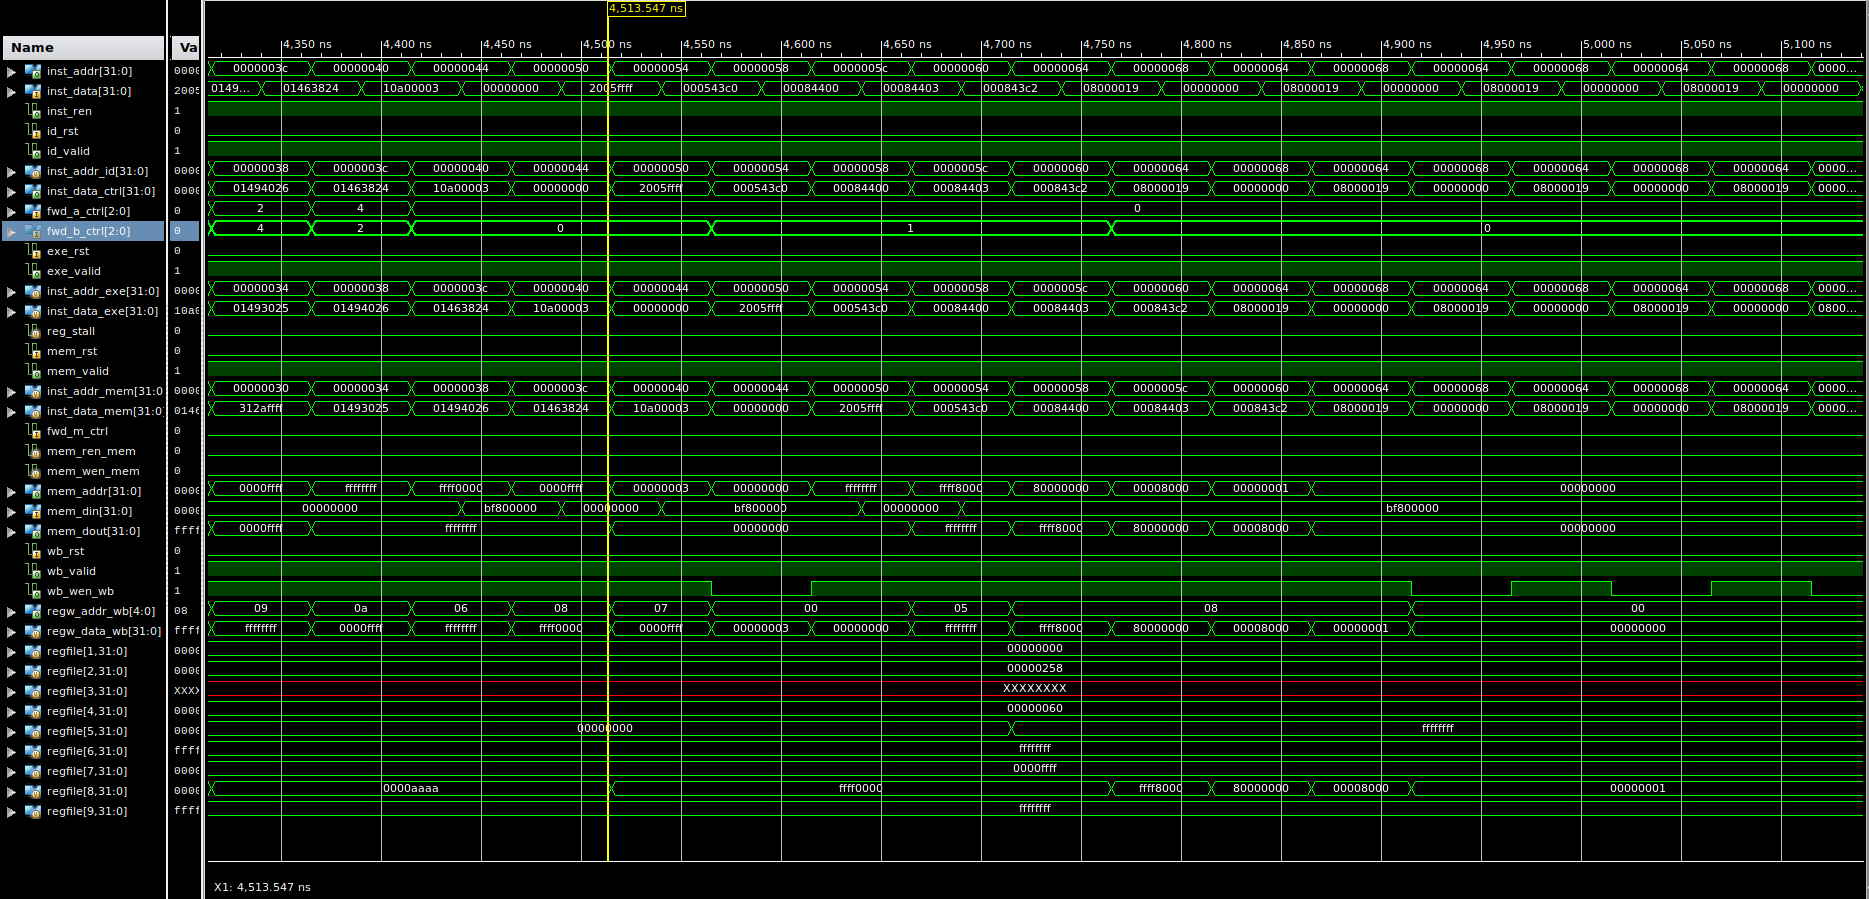 4,513.547 ns
Name Va
4,350 ns 4,400 ns 4,450 ns 4,500 ns 4,550 ns 4,600 ns 4,650 ns 4,700 ns 4,750 ns 4,800 ns 4,850 ns 4,900 ns 4,950 ns 5,000 ns 5,050 ns 5,100 ns
inst_addr[31:0] 0000 0000003c 00000040 00000044 00000050 00000054 00000058 0000005c 00000060 00000064 00000068 00000064 00000068 00000064 00000068 00000064 00000068 0000...
inst_data[31:0] 2005 0149... 01463824 10a00003 00000000 2005ffff 000543c0 00084400 00084403 000843c2 08000019 00000000 08000019 00000000 08000019 00000000 08000019 00000000
inst_ren 1
id_rst 0
id_valid 1
inst_addr_id[31:0] 0000 00000038 0000003c 00000040 00000044 00000050 00000054 00000058 0000005c 00000060 00000064 00000068 00000064 00000068 00000064 00000068 00000064 0000...
inst_data_ctrl[31:0] 0000 01494026 01463824 10a00003 00000000 2005ffff 000543c0 00084400 00084403 000843c2 08000019 00000000 08000019 00000000 08000019 00000000 08000019 0000...
fwd_a_ctrl[2:0] 0 2 4 0
fwd_b_ctrl[2:0] 0 4 2 0 1 0
exe_rst 0
exe_valid 1
inst_addr_exe[31:0] 0000 00000034 00000038 0000003c 00000040 00000044 00000050 00000054 00000058 0000005c 00000060 00000064 00000068 00000064 00000068 00000064 00000068 0000...
inst_data_exe[31:0] 10a0 01493025 01494026 01463824 10a00003 00000000 2005ffff 000543c0 00084400 00084403 000843c2 08000019 00000000 08000019 00000000 08000019 00000000 0800...
reg_stall 0
mem_rst 0
mem_valid 1
inst_addr_mem[31:0 0000 00000030 00000034 00000038 0000003c 00000040 00000044 00000050 00000054 00000058 0000005c 00000060 00000064 00000068 00000064 00000068 00000064 0000...
inst_data_mem[31:0 0146 312affff 01493025 01494026 01463824 10a00003 00000000 2005ffff 000543c0 00084400 00084403 000843c2 08000019 00000000 08000019 00000000 08000019 0000...
fwd_m_ctrl 0
mem_ren_mem 0
mem_wen_mem 0
mem_addr[31:0] 0000 0000ffff ffffffff ffff0000 0000ffff 00000003 00000000 ffffffff ffff8000 80000000 00008000 00000001 00000000
mem_din[31:0] 0000 00000000 bf800000 00000000 bf800000 00000000 bf800000
mem_dout[31:0] ffff 0000ffff ffffffff 00000000 ffffffff ffff8000 80000000 00008000 00000000
wb_rst 0
wb_valid 1
wb_wen_wb 1
regw_addr_wb[4:0] 08 09 0a 06 08 07 00 05 08 00
regw_data_wb[31:0] ffff ffffffff 0000ffff ffffffff ffff0000 0000ffff 00000003 00000000 ffffffff ffff8000 80000000 00008000 00000001 00000000
regfile[1,31:0] 0000 00000000
regfile[2,31:0] 0000 00000258
regfile[3,31:0] XXXX XXXXXXXX
regfile[4,31:0] 0000 00000060
regfile[5,31:0] 0000 00000000 ffffffff
regfile[6,31:0] ffff ffffffff
regfile[7,31:0] 0000 0000ffff
regfile[8,31:0] 0000 0000aaaa ffff0000 ffff8000 80000000 00008000 00000001
regfile[9,31:0] ffff ffffffff
X1: 4,513.547 ns